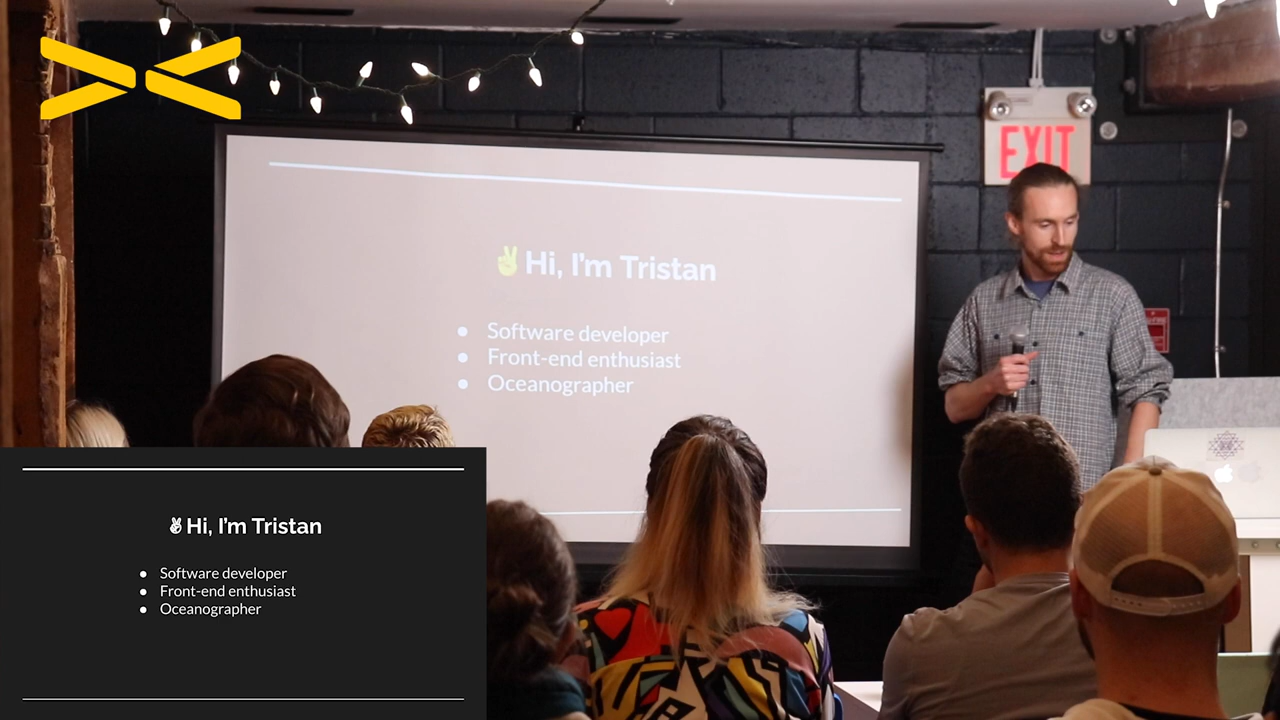 EXIT
✌Hi, I'm Tristan
● Software developer
● Front-end enthusiast
● Oceanographer
✌Hi, I'm Tristan
● Software developer
● Front-end enthusiast
● Oceanographer